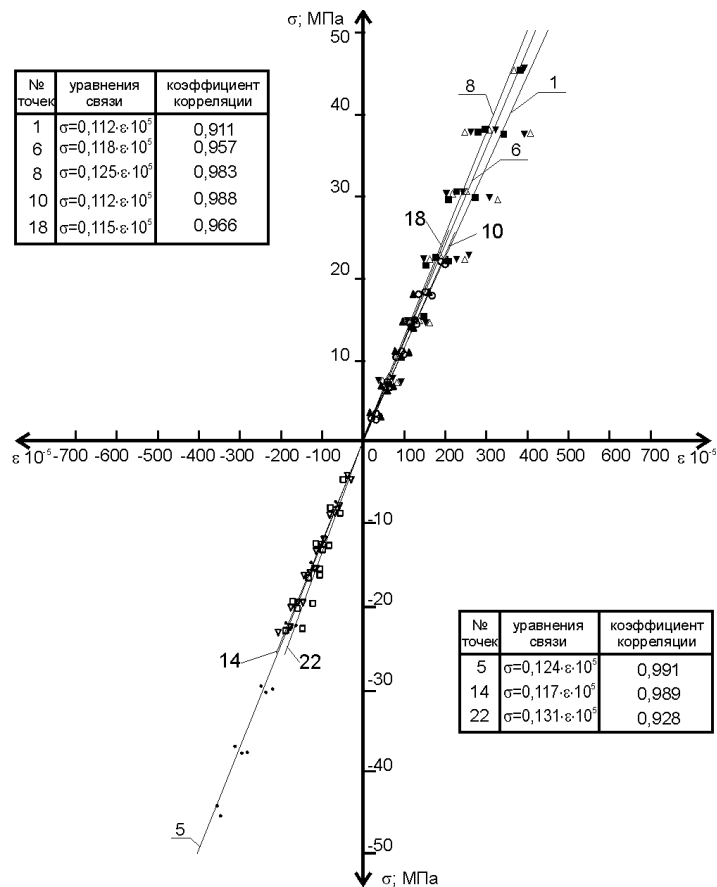 σ; МПа
50
№ точек уравнения связи коэффициент корреляции
1 σ=0,112·ε·10⁵ 0,911
6 σ=0,118·ε·10⁵ 0,957
8 σ=0,125·ε·10⁵ 0,983
10 σ=0,112·ε·10⁵ 0,988
18 σ=0,115·ε·10⁵ 0,966
8
1
40
6
30
18
10
20
10
ε 10⁻⁵ -700 -600 -500 -400 -300 -200 -100 0 100 200 300 400 500 600 700 ε 10⁻⁵
-10
-20
№ точек уравнения связи коэффициент корреляции
5 σ=0,124·ε·10⁵ 0,991
14 σ=0,117·ε·10⁵ 0,989
22 σ=0,131·ε·10⁵ 0,928
14
22
-30
-40
5
-50
σ; МПа